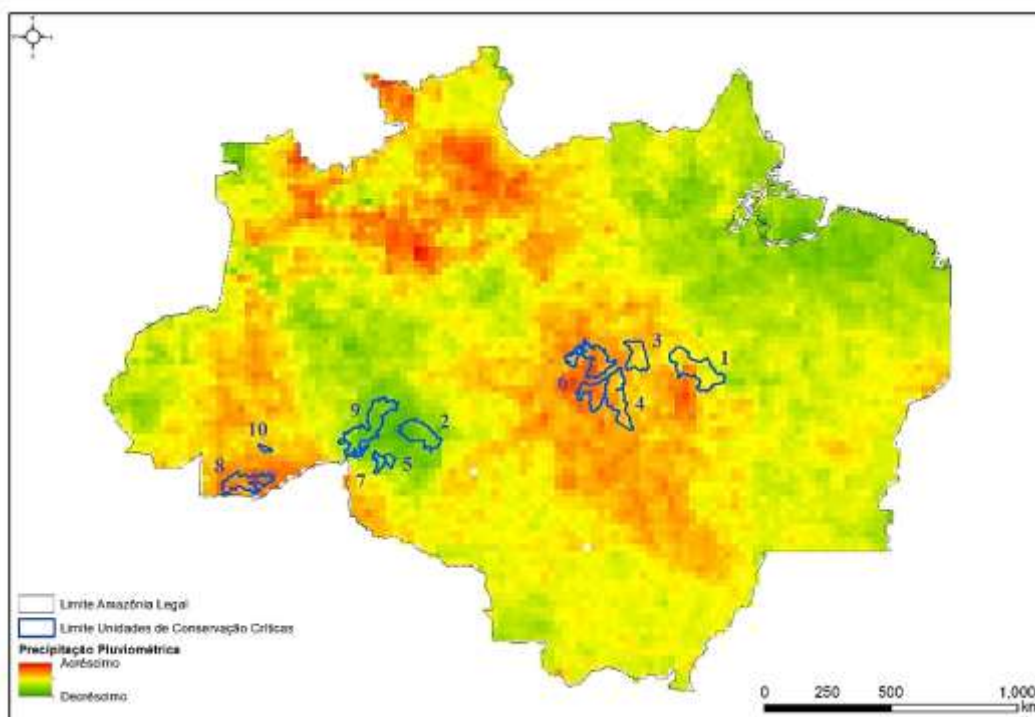 3
1
6
4
9
2
10
5
8
7
Limite Amazônia Legal
Limite Unidades de Conservação Críticas
Precipitação Pluviométrica
Acréscimo
Decréscimo
0 250 500 1,000
km